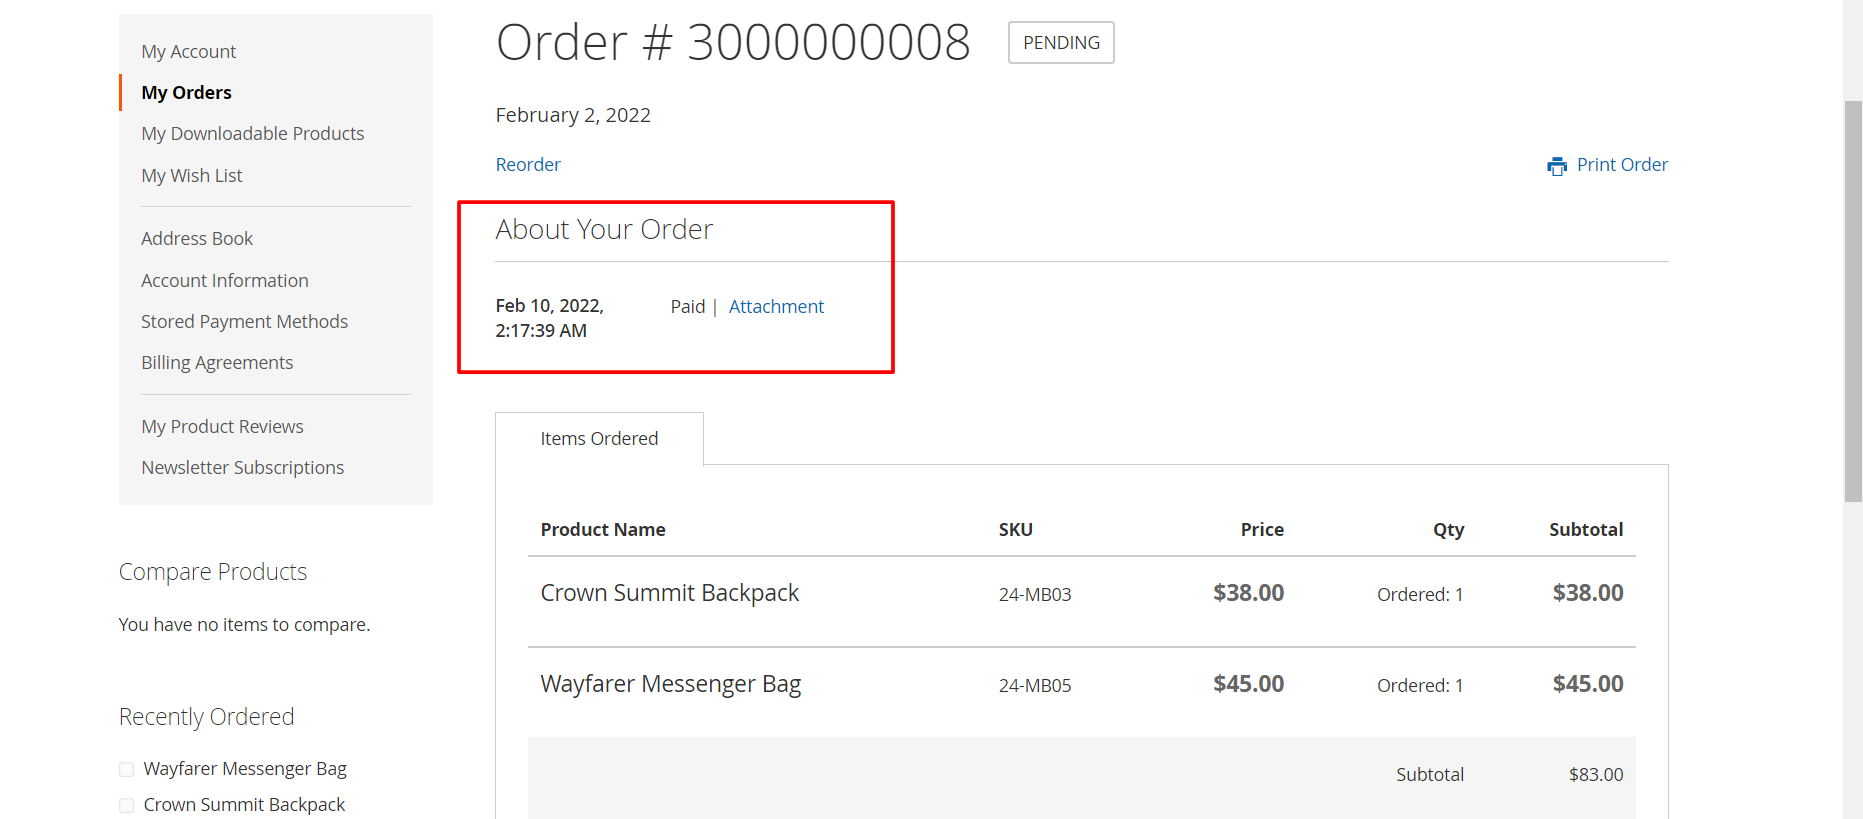 My Account
My Orders
My Downloadable Products
My Wish List
Address Book
Account Information
Stored Payment Methods
Billing Agreements
My Product Reviews
Newsletter Subscriptions
Compare Products
You have no items to compare.
Recently Ordered
Wayfarer Messenger Bag
Crown Summit Backpack
Order # 3000000008 PENDING
February 2, 2022
Reorder Print Order
About Your Order
Feb 10, 2022, Paid | Attachment
2:17:39 AM
Items Ordered
Product Name SKU Price Qty Subtotal
Crown Summit Backpack 24-MB03 $38.00 Ordered: 1 $38.00
Wayfarer Messenger Bag 24-MB05 $45.00 Ordered: 1 $45.00
Subtotal $83.00